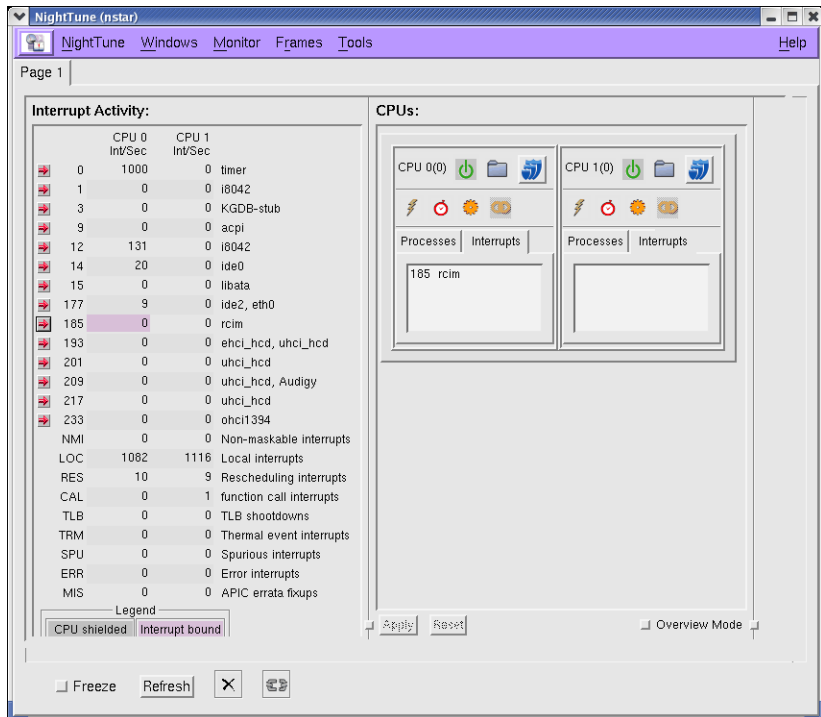 NightTune (nstar)
NightTune Windows Monitor Frames Tools Help
Page 1
Interrupt Activity:
CPU 0 CPU 1
Int/Sec Int/Sec
0 1000 0 timer
1 0 0 i8042
3 0 0 KGDB-stub
9 0 0 acpi
12 131 0 i8042
14 20 0 ide0
15 0 0 libata
177 9 0 ide2, eth0
185 0 0 rcim
193 0 0 ehci_hcd, uhci_hcd
201 0 0 uhci_hcd
209 0 0 uhci_hcd, Audigy
217 0 0 uhci_hcd
233 0 0 ohci1394
NMI 0 0 Non-maskable interrupts
LOC 1082 1116 Local interrupts
RES 10 9 Rescheduling interrupts
CAL 0 1 function call interrupts
TLB 0 0 TLB shootdowns
TRM 0 0 Thermal event interrupts
SPU 0 0 Spurious interrupts
ERR 0 0 Error interrupts
MIS 0 0 APIC errata fixups
Legend
CPU shielded Interrupt bound
CPUs:
CPU 0(0)
Processes Interrupts
185 rcim
CPU 1(0)
Processes Interrupts
Apply Reset Overview Mode
Freeze Refresh